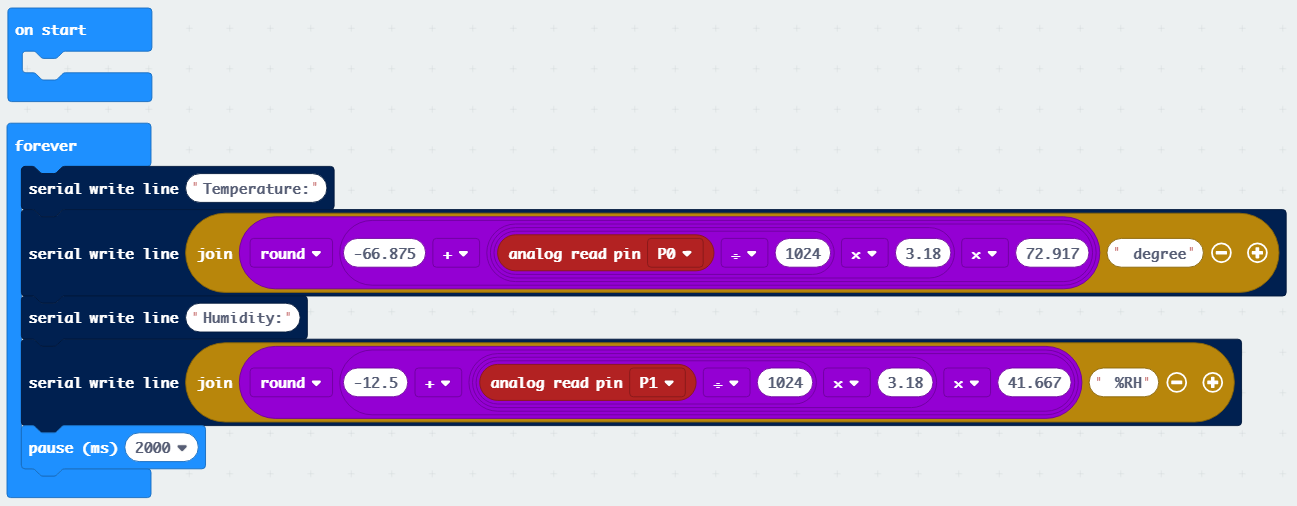 on start
forever
serial write line "Temperature:"
serial write line join round -66.875 + analog read pin P0 ÷ 1024 x 3.18 x 72.917 " degree"
serial write line "Humidity:"
serial write line join round -12.5 + analog read pin P1 ÷ 1024 x 3.18 x 41.667 " %RH"
pause (ms) 2000